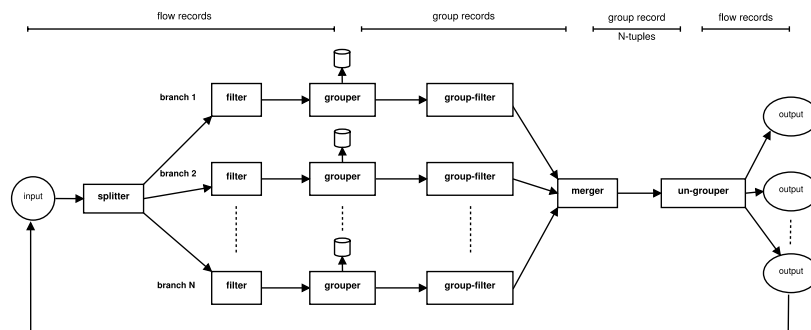 flow records
group records
group record
N-tuples
flow records
branch 1
filter
grouper
group-filter
output
branch 2
filter
grouper
group-filter
input
splitter
merger
un-grouper
output
branch N
filter
grouper
group-filter
output